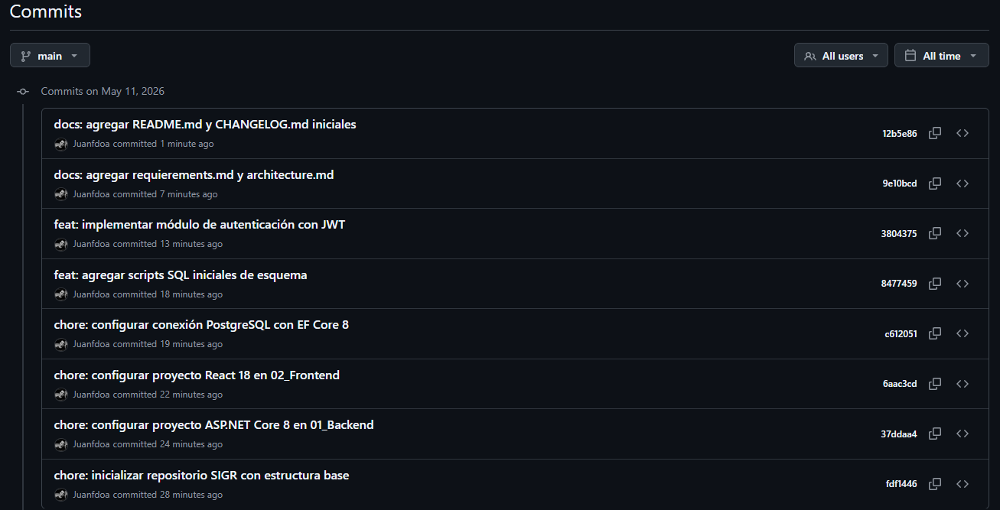 Commits
main
All users
All time
Commits on May 11, 2026
docs: agregar README.md y CHANGELOG.md iniciales
Juanfdoa committed 1 minute ago
12b5e86
docs: agregar requierements.md y architecture.md
Juanfdoa committed 7 minutes ago
9e10bcd
feat: implementar módulo de autenticación con JWT
Juanfdoa committed 13 minutes ago
3804375
feat: agregar scripts SQL iniciales de esquema
Juanfdoa committed 18 minutes ago
8477459
chore: configurar conexión PostgreSQL con EF Core 8
Juanfdoa committed 19 minutes ago
c612051
chore: configurar proyecto React 18 en 02_Frontend
Juanfdoa committed 22 minutes ago
6aac3cd
chore: configurar proyecto ASP.NET Core 8 en 01_Backend
Juanfdoa committed 24 minutes ago
37ddaa4
chore: inicializar repositorio SIGR con estructura base
Juanfdoa committed 28 minutes ago
fdf1446